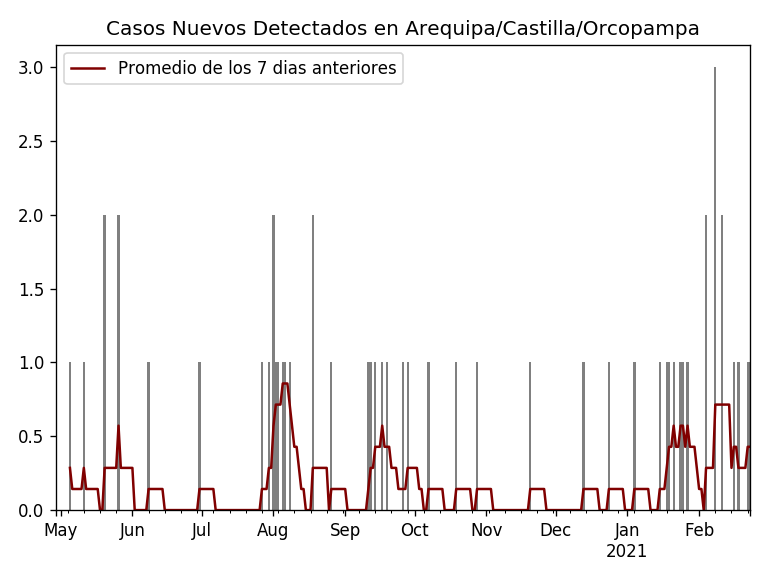 Casos Nuevos Detectados en Arequipa/Castilla/Orcopampa
Promedio de los 7 dias anteriores
3.0
2.5
2.0
1.5
1.0
0.5
0.0
May Jun Jul Aug Sep Oct Nov Dec Jan Feb
2021